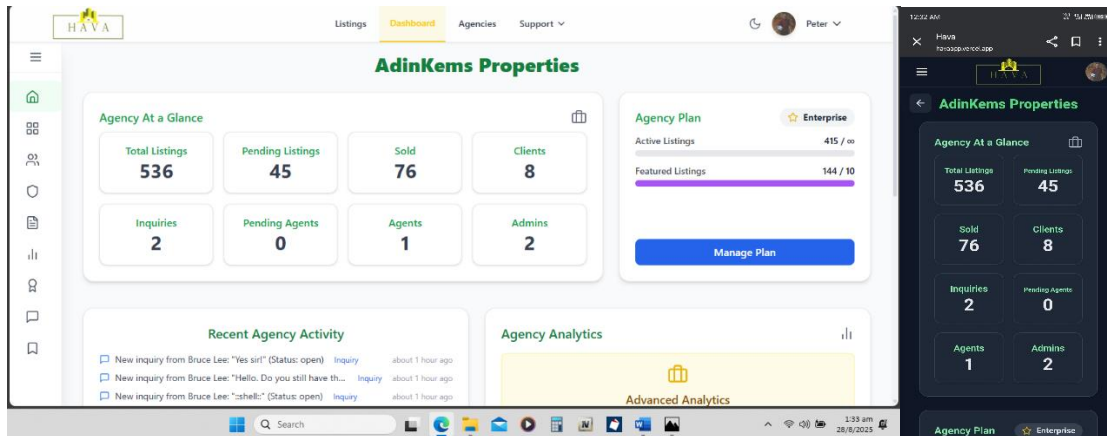 HAVA
Listings Dashboard Agencies Support
Peter
AdinKems Properties
Agency At a Glance
Total Listings
536
Pending Listings
45
Sold
76
Clients
8
Inquiries
2
Pending Agents
0
Agents
1
Admins
2
Agency Plan
Enterprise
Active Listings 415 / ∞
Featured Listings 144 / 10
Manage Plan
Recent Agency Activity
New inquiry from Bruce Lee: "Yes sir!" (Status: open) Inquiry about 1 hour ago
New inquiry from Bruce Lee: "Hello. Do you still have th... Inquiry about 1 hour ago
New inquiry from Bruce Lee: "::shell::" (Status: open) Inquiry about 1 hour ago
Agency Analytics
Advanced Analytics
Search
1:33 am
28/8/2025
12:32 AM
Hava
havaapp.vercel.app
HAVA
AdinKems Properties
Agency At a Glance
Total Listings
536
Pending Listings
45
Sold
76
Clients
8
Inquiries
2
Pending Agents
0
Agents
1
Admins
2
Agency Plan
Enterprise